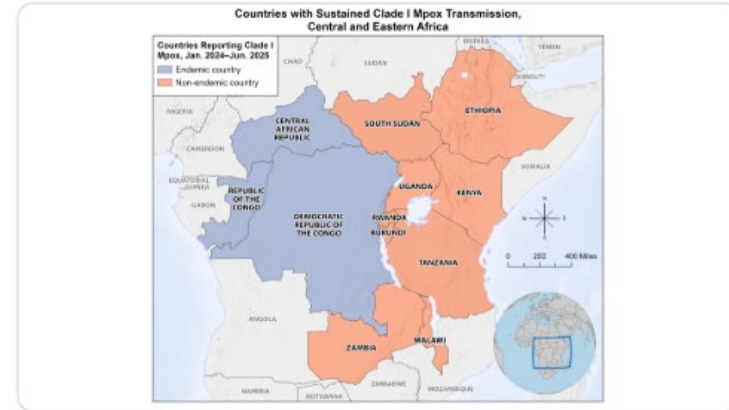 Countries with Sustained Clade I Mpox Transmission,
Central and Eastern Africa
Countries Reporting Clade I
Mpox, Jan. 2024–Jun. 2025
Endemic country
Non-endemic country
CHAD
SUDAN
ERITREA
YEMEN
DJIBOUTI
NIGERIA
CENTRAL
AFRICAN
REPUBLIC
SOUTH SUDAN
ETHIOPIA
CAMEROON
SOMALIA
EQUATORIAL
GUINEA
GABON
REPUBLIC
OF THE
CONGO
UGANDA
KENYA
DEMOCRATIC
REPUBLIC OF
THE CONGO
RWANDA
BURUNDI
N
W
E
S
0 200 400 Miles
TANZANIA
ANGOLA
ZAMBIA
MALAWI
ZIMBABWE
MOZAMBIQUE
NAMIBIA
BOTSWANA